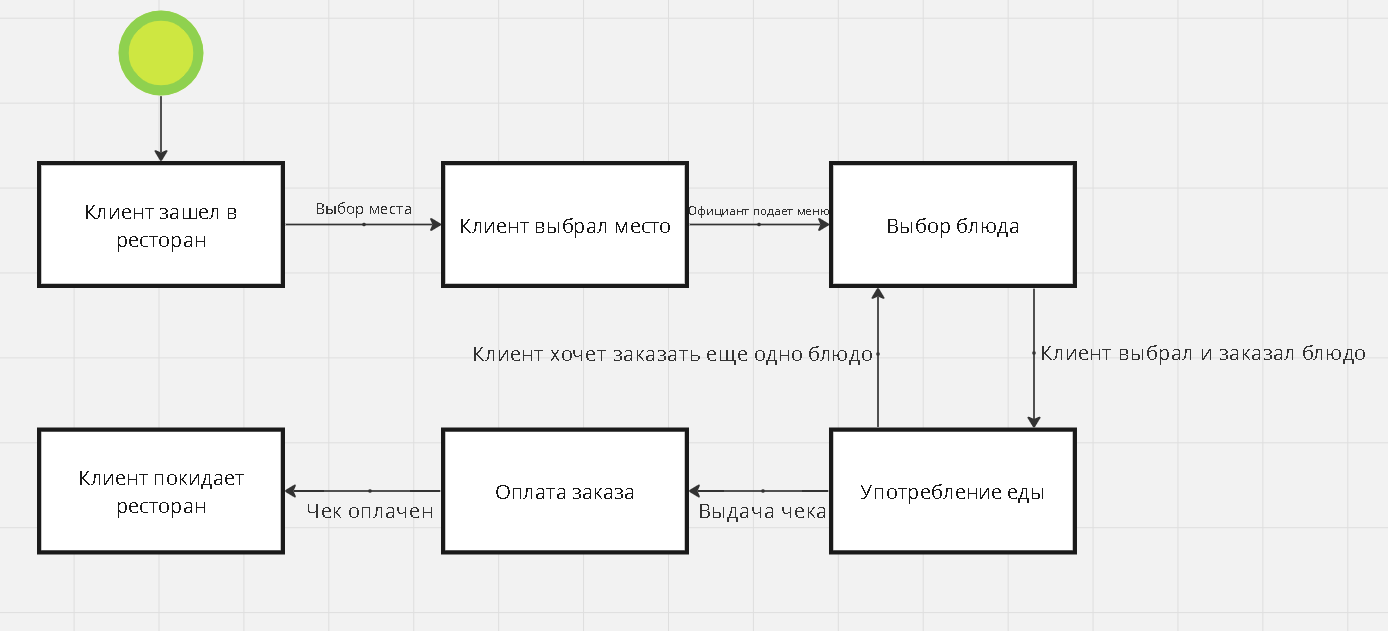 Клиент зашел в
ресторан
Выбор места
Клиент выбрал место
Официант подает меню
Выбор блюда
Клиент хочет заказать еще одно блюдо
Клиент выбрал и заказал блюдо
Клиент покидает
ресторан
Чек оплачен
Оплата заказа
Выдача чека
Употребление еды